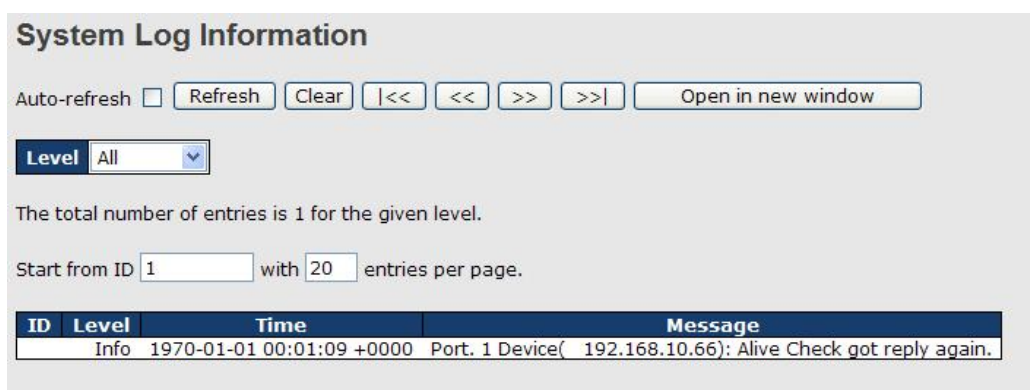 System Log Information
Auto-refresh Refresh Clear |<< << >> >>| Open in new window
Level All
The total number of entries is 1 for the given level.
Start from ID 1 with 20 entries per page.
ID Level Time Message
Info 1970-01-01 00:01:09 +0000 Port. 1 Device( 192.168.10.66): Alive Check got reply again.